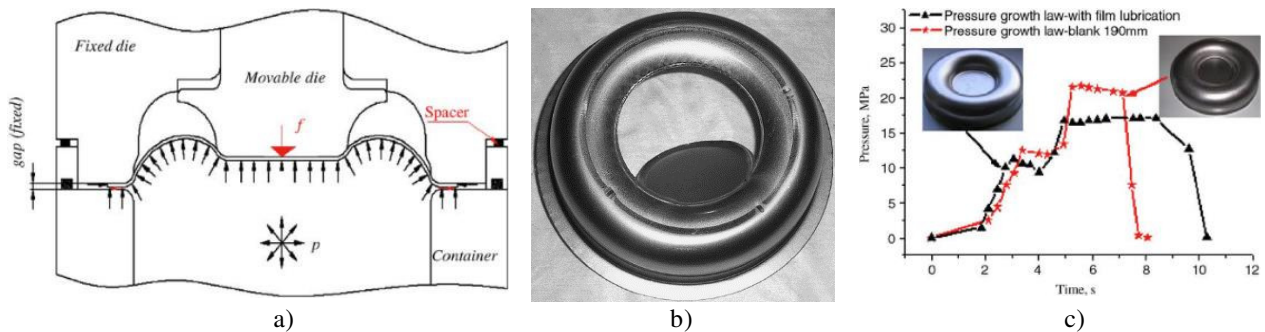 Fixed die
Movable die
Spacer
f
gap (fixed)
p
Container
a)
b)
Pressure growth law-with film lubrication
Pressure growth law-blank 190mm
Pressure, MPa
30
25
20
15
10
5
0
0 2 4 6 8 10 12
Time, s
c)